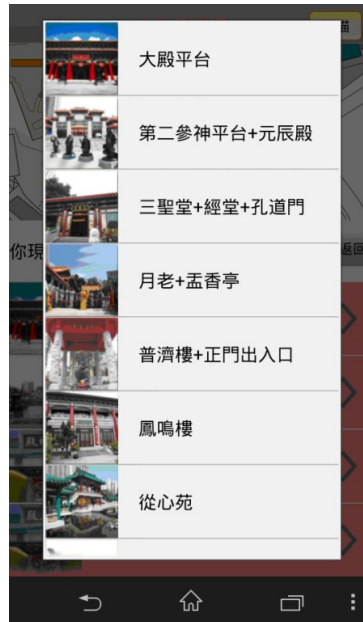 大殿平台
第二參神平台+元辰殿
三聖堂+經堂+孔道門
你現
返回
月老+盂香亭
普濟樓+正門出入口
鳳鳴樓
從心苑